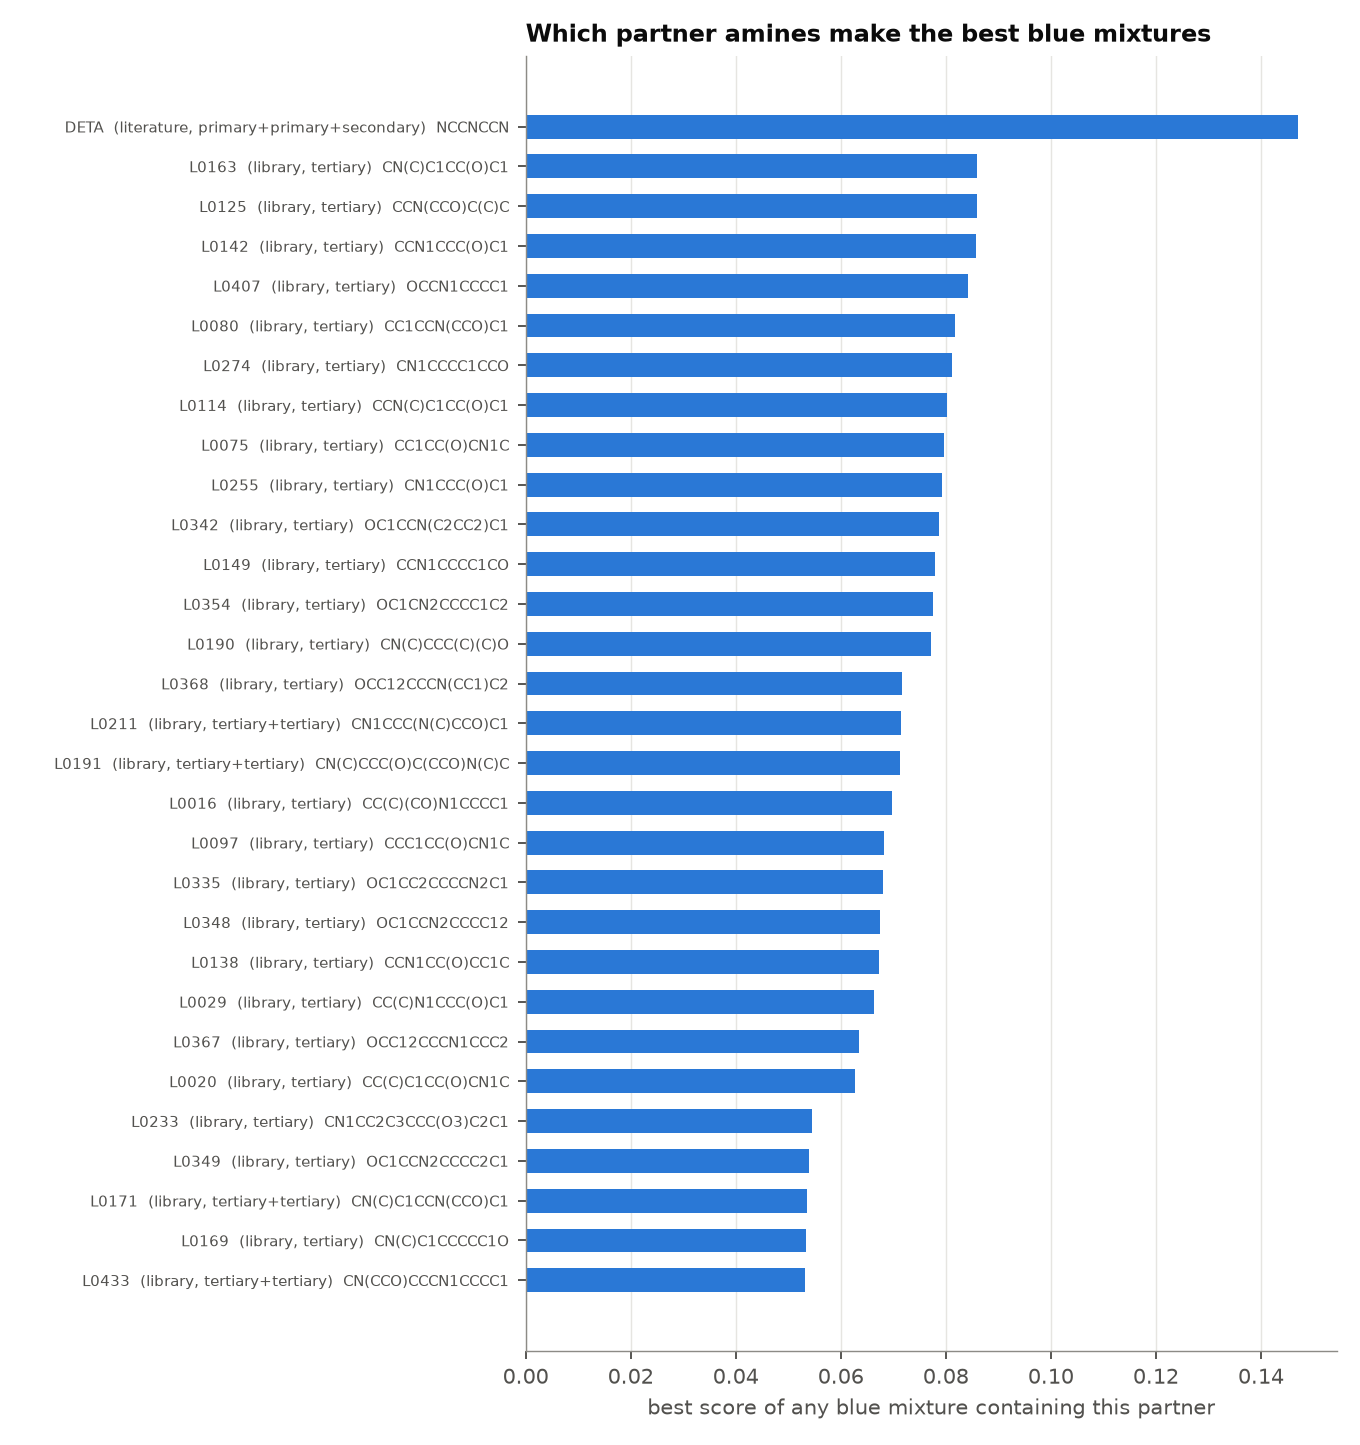 Which partner amines make the best blue mixtures
DETA (literature, primary+primary+secondary) NCCNCCN
L0163 (library, tertiary) CN(C)C1CC(O)C1
L0125 (library, tertiary) CCN(CCO)C(C)C
L0142 (library, tertiary) CCN1CCC(O)C1
L0407 (library, tertiary) OCCN1CCCC1
L0080 (library, tertiary) CC1CCN(CCO)C1
L0274 (library, tertiary) CN1CCCC1CCO
L0114 (library, tertiary) CCN(C)C1CC(O)C1
L0075 (library, tertiary) CC1CC(O)CN1C
L0255 (library, tertiary) CN1CCC(O)C1
L0342 (library, tertiary) OC1CCN(C2CC2)C1
L0149 (library, tertiary) CCN1CCCC1CO
L0354 (library, tertiary) OC1CN2CCCC1C2
L0190 (library, tertiary) CN(C)CCC(C)(C)O
L0368 (library, tertiary) OCC12CCCN(CC1)C2
L0211 (library, tertiary+tertiary) CN1CCC(N(C)CCO)C1
L0191 (library, tertiary+tertiary) CN(C)CCC(O)C(CCO)N(C)C
L0016 (library, tertiary) CC(C)(CO)N1CCCC1
L0097 (library, tertiary) CCC1CC(O)CN1C
L0335 (library, tertiary) OC1CC2CCCCN2C1
L0348 (library, tertiary) OC1CCN2CCCC12
L0138 (library, tertiary) CCN1CC(O)CC1C
L0029 (library, tertiary) CC(C)N1CCC(O)C1
L0367 (library, tertiary) OCC12CCCN1CCC2
L0020 (library, tertiary) CC(C)C1CC(O)CN1C
L0233 (library, tertiary) CN1CC2C3CCC(O3)C2C1
L0349 (library, tertiary) OC1CCN2CCCC2C1
L0171 (library, tertiary+tertiary) CN(C)C1CCN(CCO)C1
L0169 (library, tertiary) CN(C)C1CCCCC1O
L0433 (library, tertiary+tertiary) CN(CCO)CCCN1CCCC1
0.00 0.02 0.04 0.06 0.08 0.10 0.12 0.14
best score of any blue mixture containing this partner